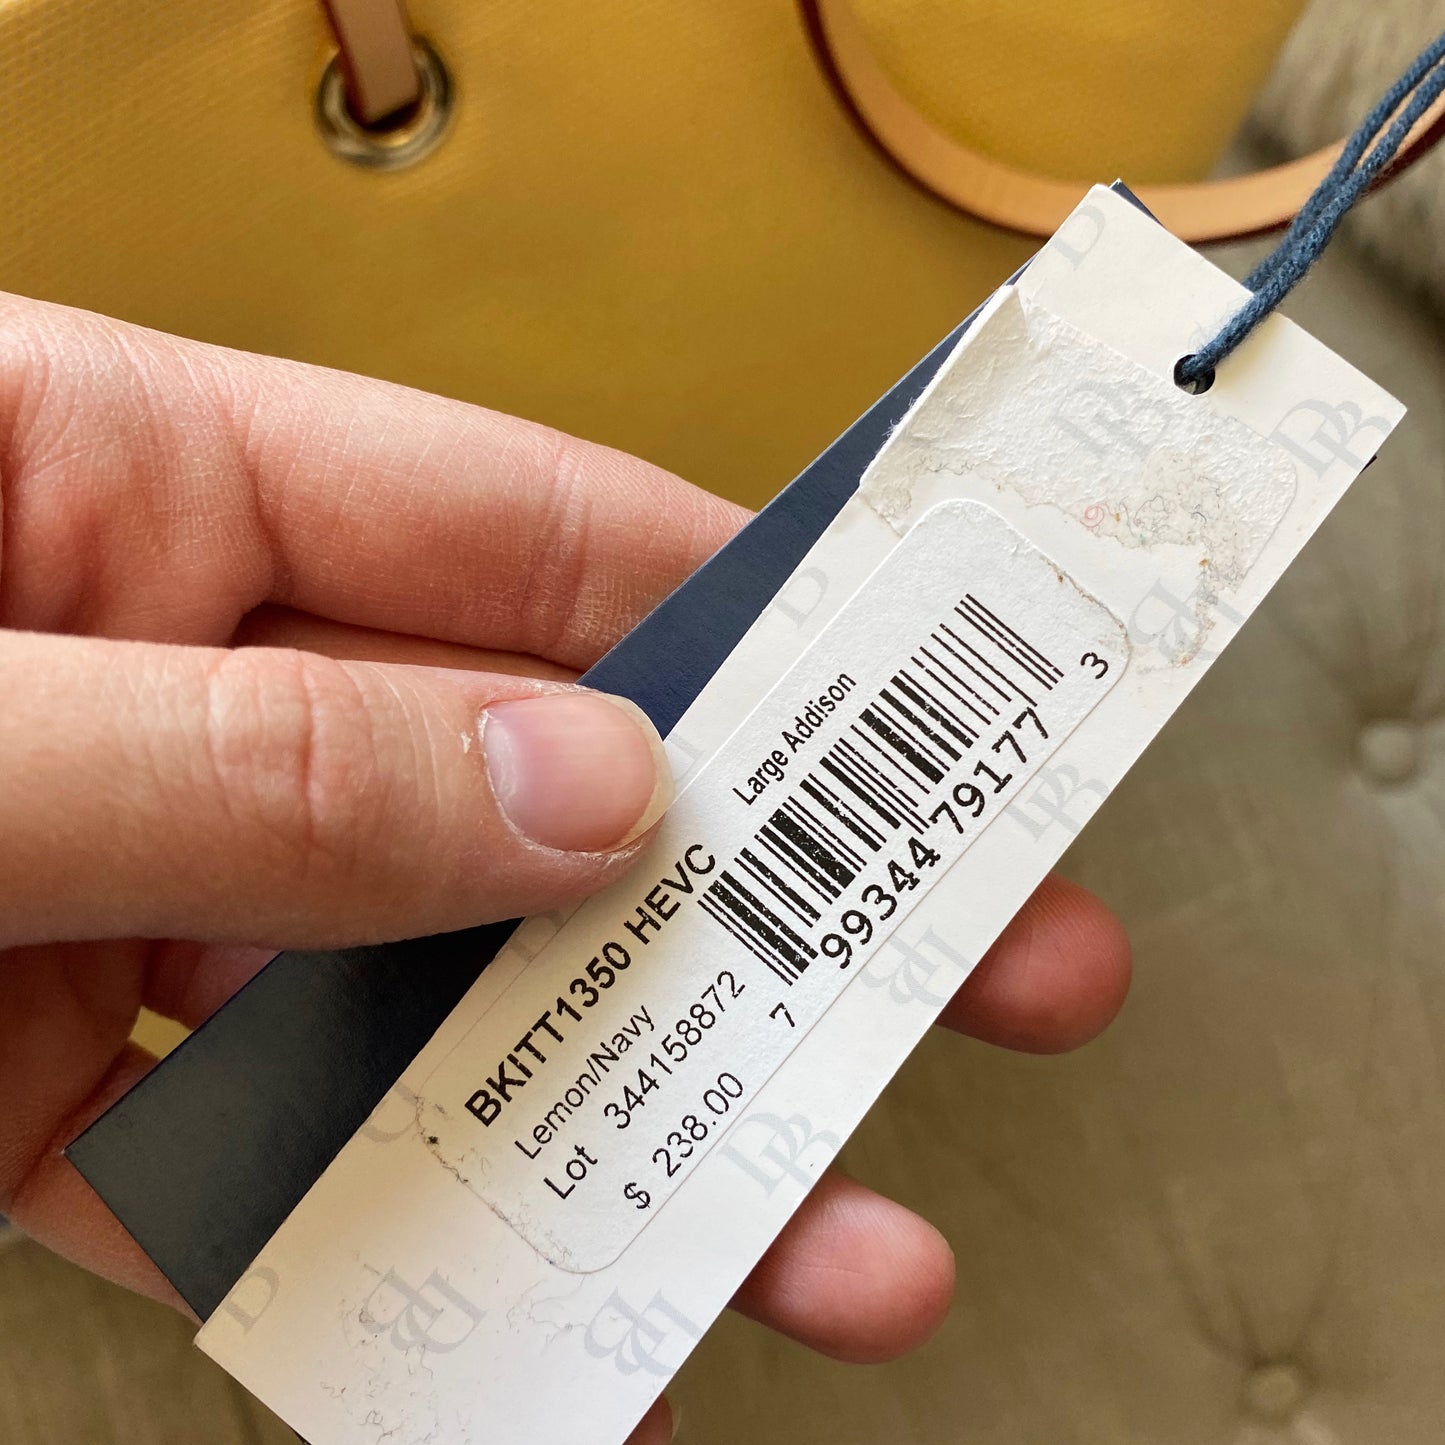 BKITT1350 HEVC
Large Addison
Lemon/Navy
Lot 344158872
$ 238.00
7 99344 79177 3